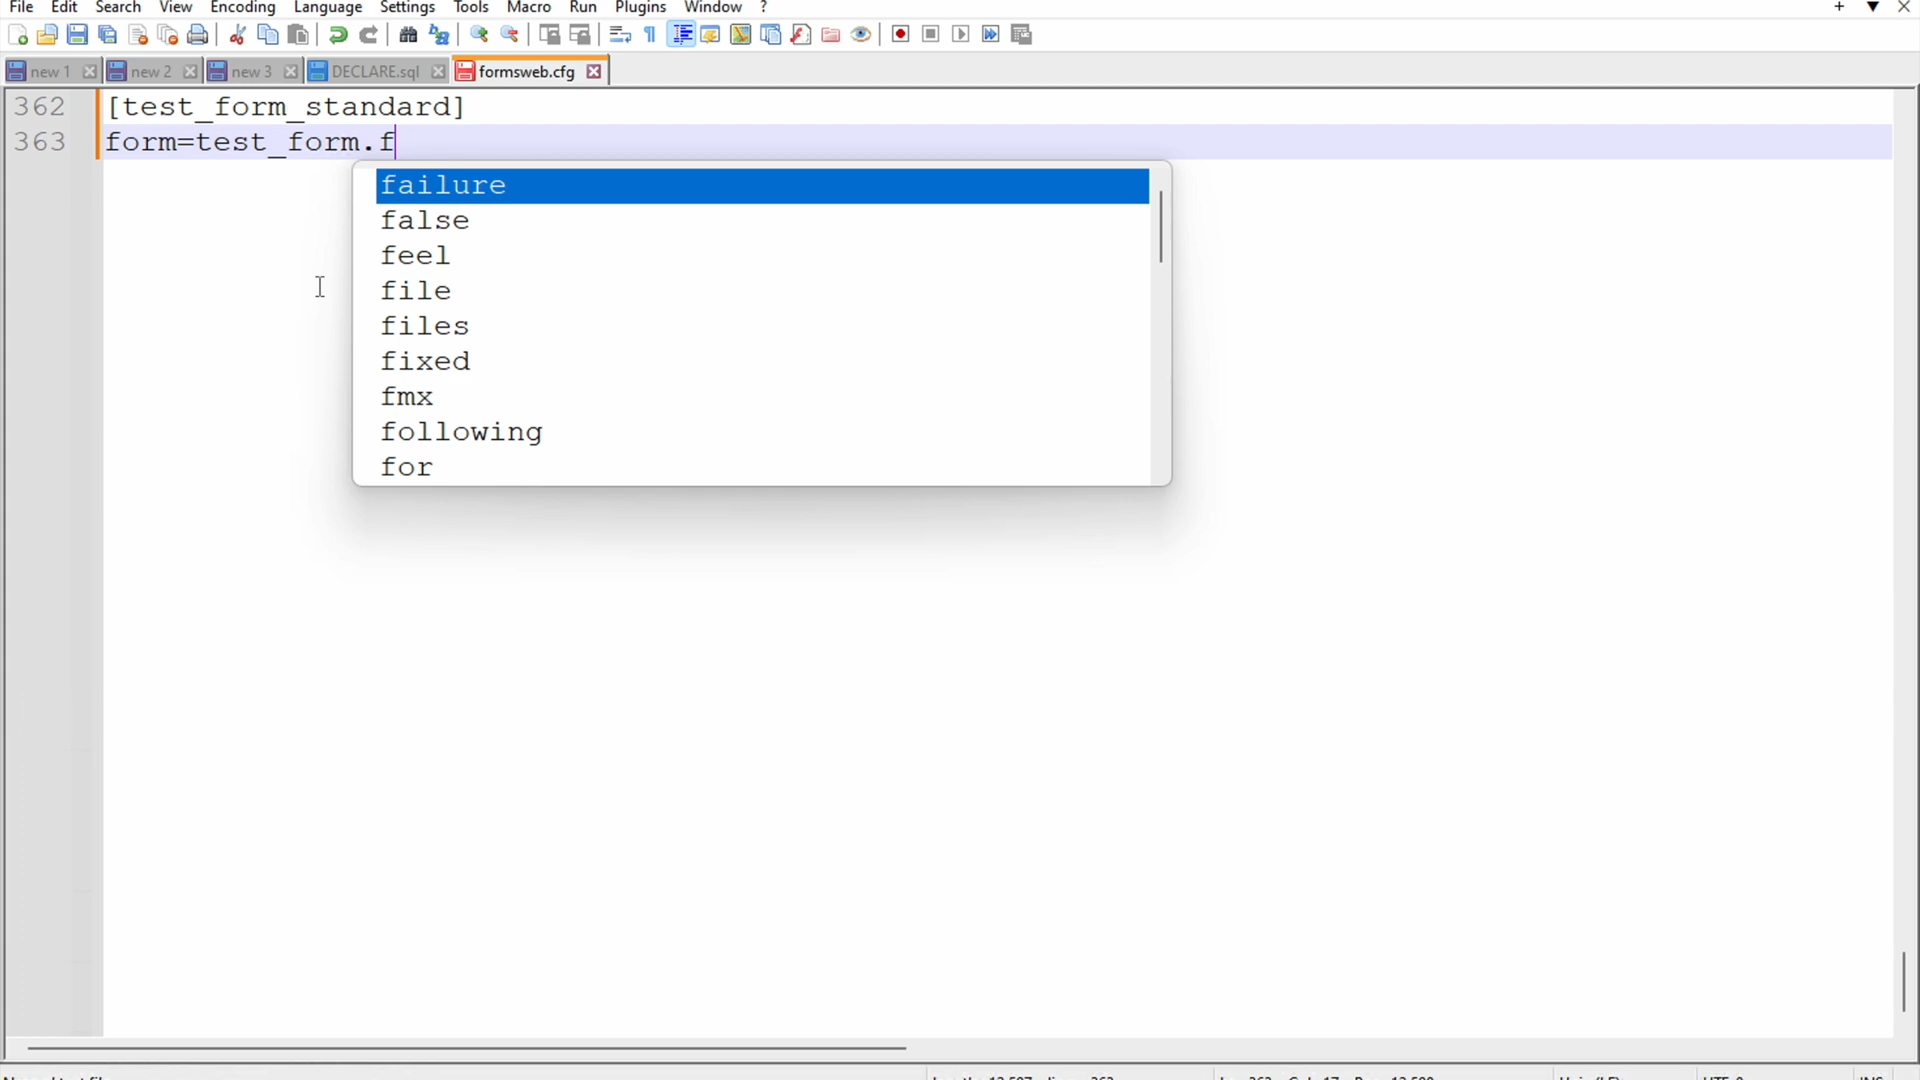 File Edit Search View Encoding Language Settings Tools Macro Run Plugins Window ? + ▼ ✕
new 1 new 2 new 3 DECLARE.sql formsweb.cfg
362 [test_form_standard]
363 form=test_form.f
failure
false
feel
file
files
fixed
fmx
following
for